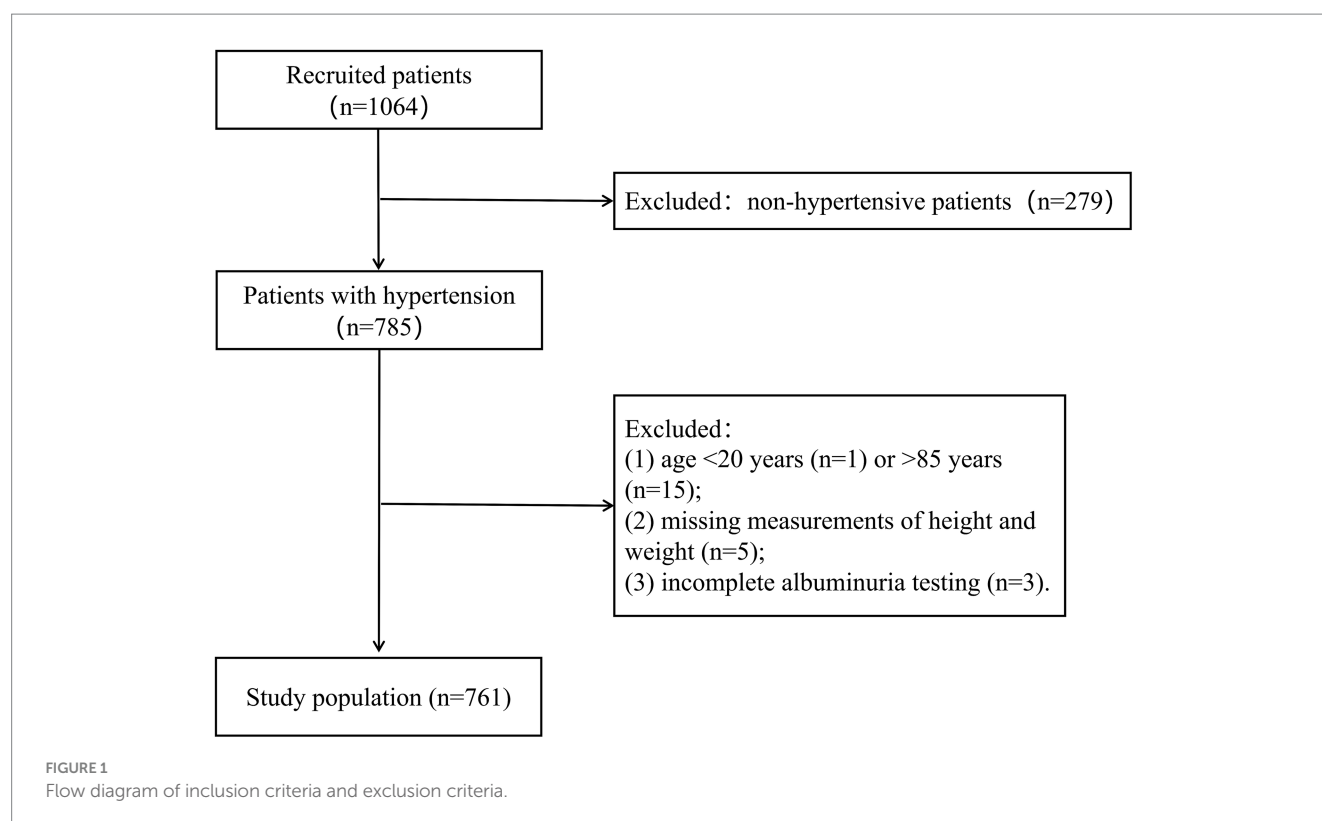 Recruited patients
(n=1064)
Excluded： non-hypertensive patients (n=279)
Patients with hypertension
(n=785)
Excluded：
(1) age <20 years (n=1) or >85 years
(n=15);
(2) missing measurements of height and
weight (n=5);
(3) incomplete albuminuria testing (n=3).
Study population (n=761)
FIGURE 1
Flow diagram of inclusion criteria and exclusion criteria.